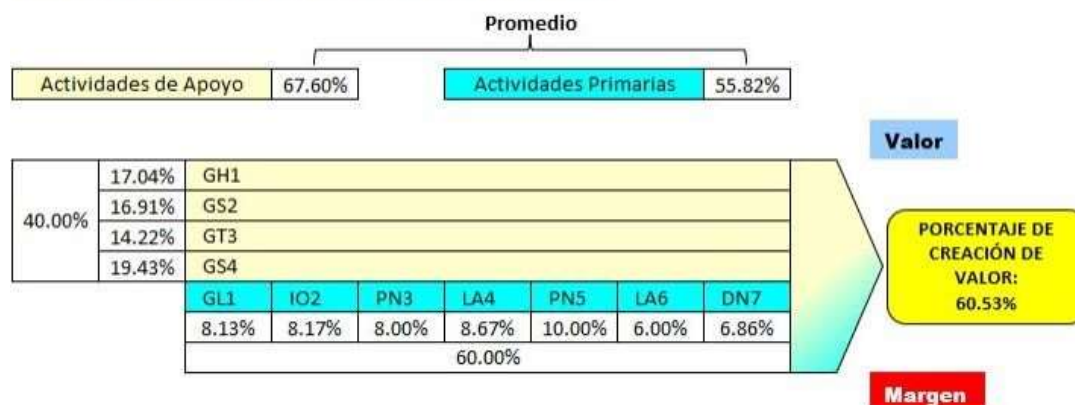 Promedio
Actividades de Apoyo 67.60% Actividades Primarias 55.82%
Valor
40.00%
17.04% GH1
16.91% GS2
14.22% GT3
19.43% GS4
GL1 IO2 PN3 LA4 PN5 LA6 DN7
8.13% 8.17% 8.00% 8.67% 10.00% 6.00% 6.86%
60.00%
PORCENTAJE DE
CREACIÓN DE
VALOR:
60.53%
Margen